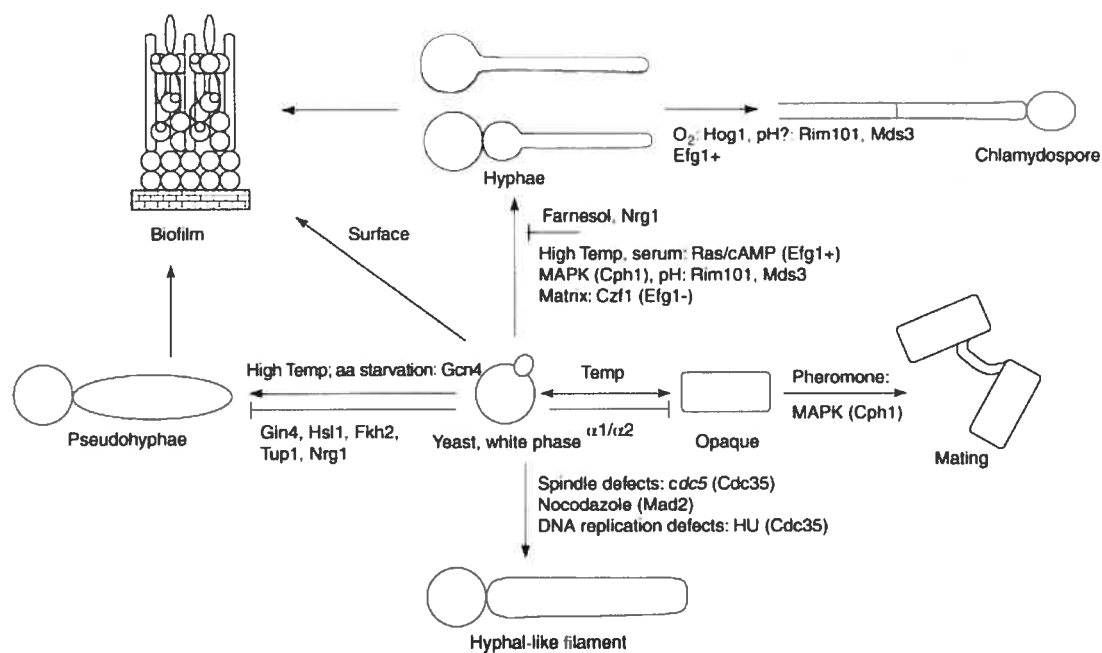 O2: Hog1, pH?: Rim101, Mds3
Efg1+
Chlamydospore
Hyphae
Biofilm
Surface
Farnesol, Nrg1
High Temp, serum: Ras/cAMP (Efg1+)
MAPK (Cph1), pH: Rim101, Mds3
Matrix: Czf1 (Efg1-)
High Temp; aa starvation: Gcn4
Temp
Pheromone:
MAPK (Cph1)
Pseudohyphae
Gin4, Hsl1, Fkh2,
Tup1, Nrg1
Yeast, white phase
α1/α2
Opaque
Mating
Spindle defects: cdc5 (Cdc35)
Nocodazole (Mad2)
DNA replication defects: HU (Cdc35)
Hyphal-like filament